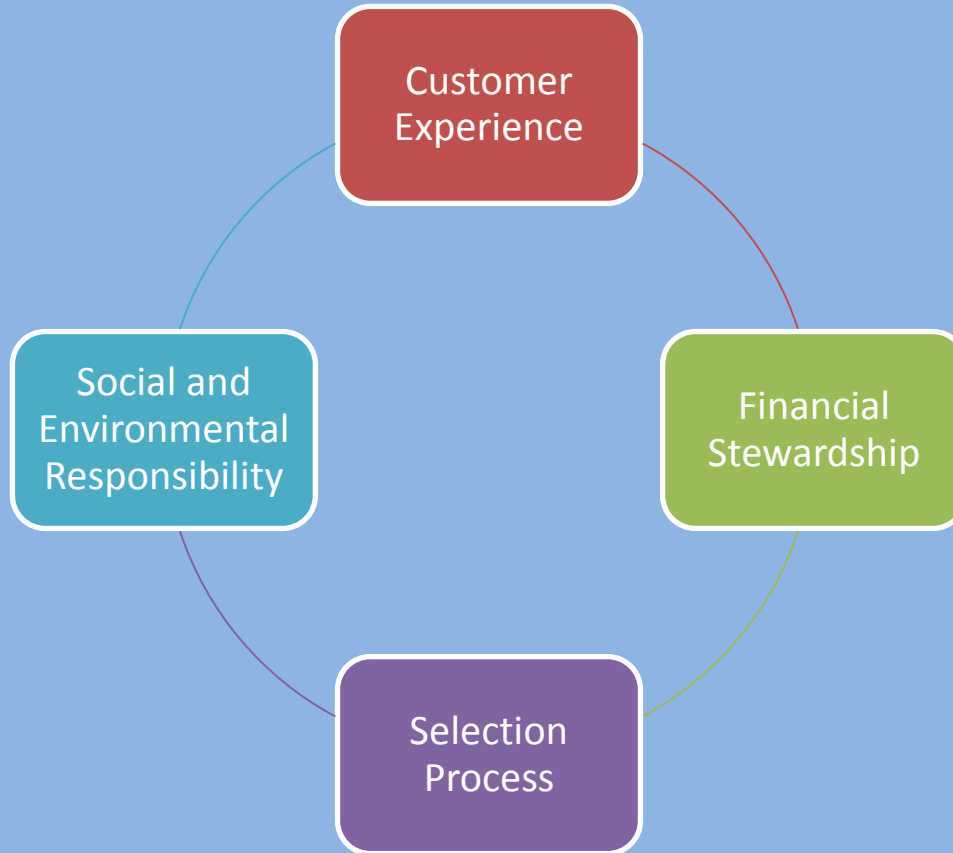 Customer
Experience
Social and
Environmental
Responsibility
Financial
Stewardship
Selection
Process